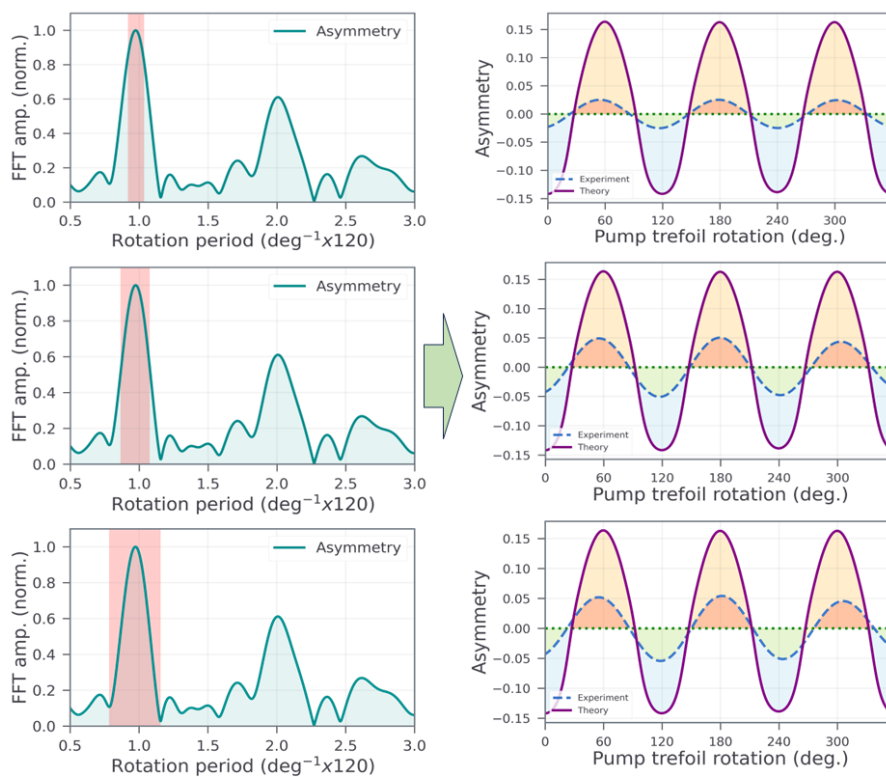 FFT amp. (norm.)
1.0
0.8
0.6
0.4
0.2
0.0
Asymmetry
0.5 1.0 1.5 2.0 2.5 3.0
Rotation period (deg⁻¹x120)
Asymmetry
0.15
0.10
0.05
0.00
−0.05
−0.10
−0.15
Experiment
Theory
0 60 120 180 240 300
Pump trefoil rotation (deg.)
FFT amp. (norm.)
1.0
0.8
0.6
0.4
0.2
0.0
Asymmetry
0.5 1.0 1.5 2.0 2.5 3.0
Rotation period (deg⁻¹x120)
Asymmetry
0.15
0.10
0.05
0.00
−0.05
−0.10
−0.15
Experiment
Theory
0 60 120 180 240 300
Pump trefoil rotation (deg.)
FFT amp. (norm.)
1.0
0.8
0.6
0.4
0.2
0.0
Asymmetry
0.5 1.0 1.5 2.0 2.5 3.0
Rotation period (deg⁻¹x120)
Asymmetry
0.15
0.10
0.05
0.00
−0.05
−0.10
−0.15
Experiment
Theory
0 60 120 180 240 300
Pump trefoil rotation (deg.)